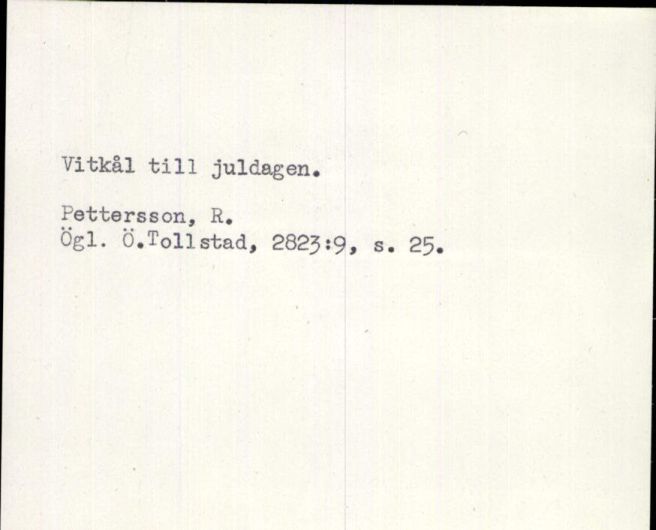 Vitkål till juldagen.
Pettersson, R.
Ögl. Ö.Tollstad, 2823:9, s. 25.